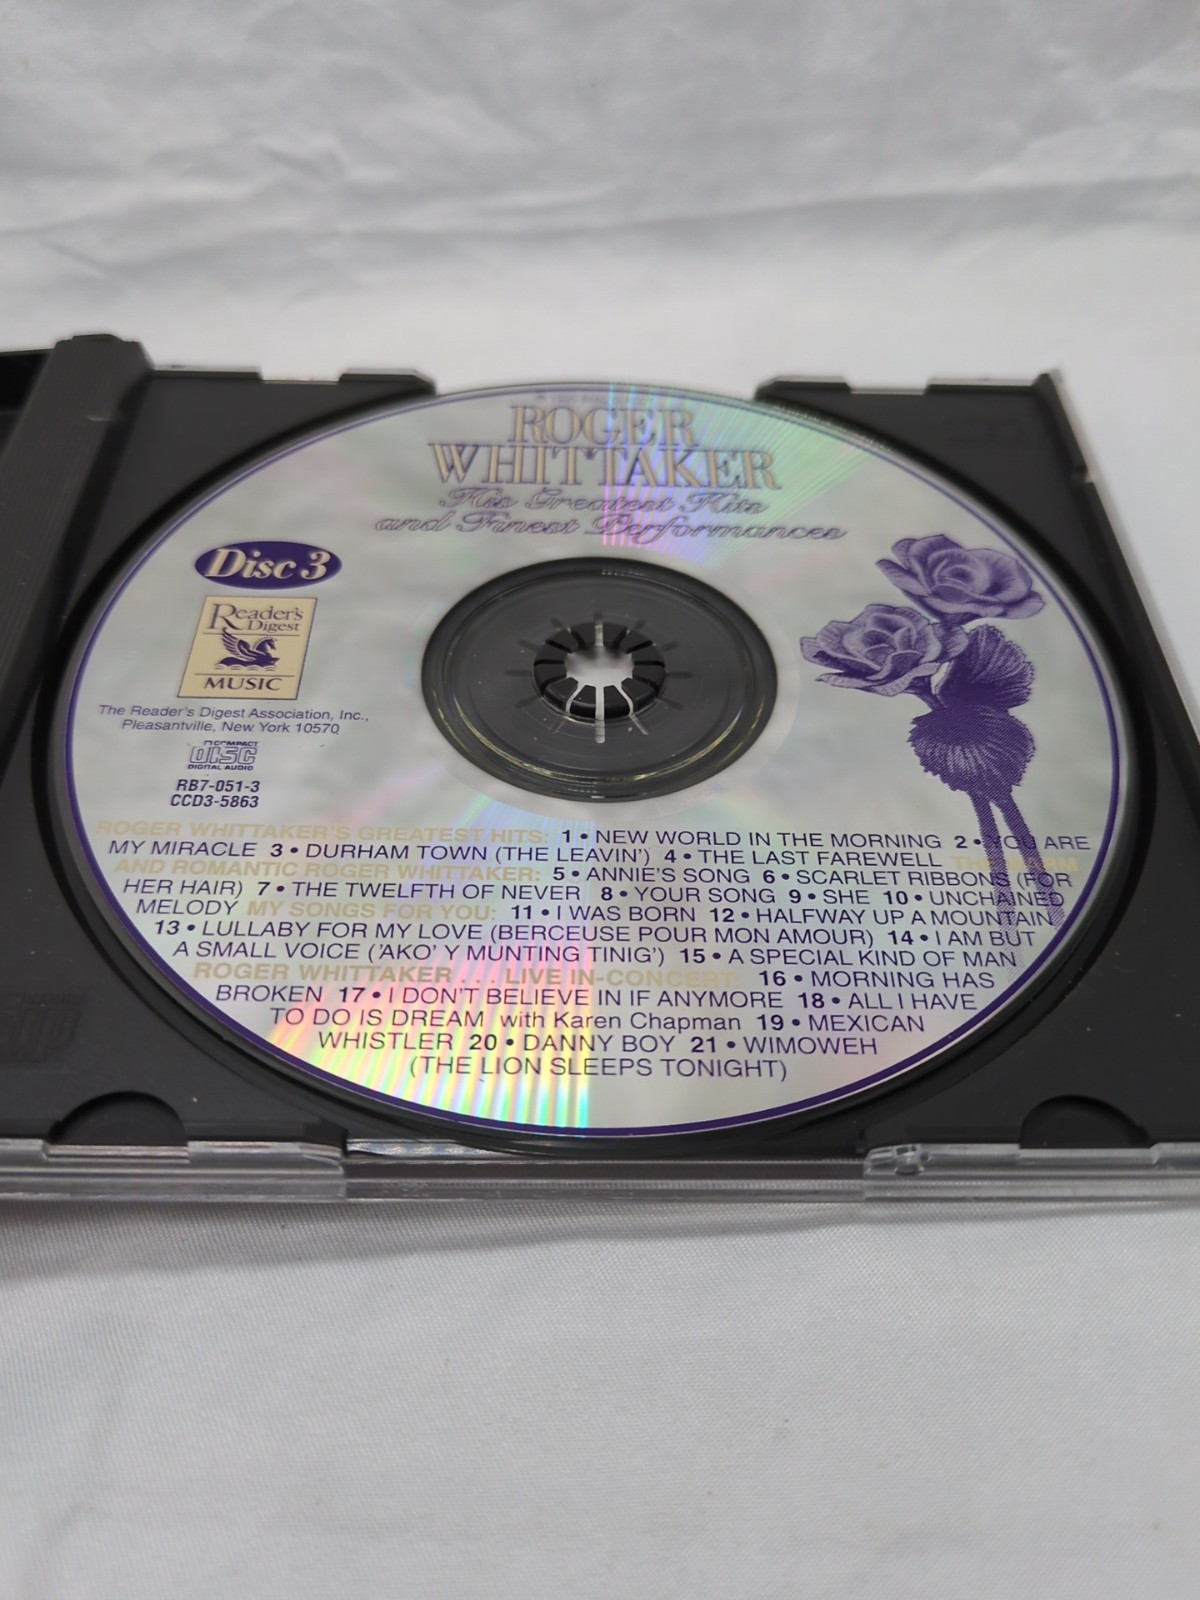 ROGER
WHITTAKER
His Greatest Hits
and Finest Performances
Disc 3
Reader's
Digest
MUSIC
The Reader's Digest Association, Inc.,
Pleasantville, New York 10570
COMPACT
disc
DIGITAL AUDIO
RB7-051-3
CCD3-5863
ROGER WHITTAKER'S GREATEST HITS: 1 • NEW WORLD IN THE MORNING 2 • YOU ARE
MY MIRACLE 3 • DURHAM TOWN (THE LEAVIN') 4 • THE LAST FAREWELL THE WARM
AND ROMANTIC ROGER WHITTAKER: 5 • ANNIE'S SONG 6 • SCARLET RIBBONS (FOR
HER HAIR) 7 • THE TWELFTH OF NEVER 8 • YOUR SONG 9 • SHE 10 • UNCHAINED
MELODY MY SONGS FOR YOU: 11 • I WAS BORN 12 • HALFWAY UP A MOUNTAIN
13 • LULLABY FOR MY LOVE (BERCEUSE POUR MON AMOUR) 14 • I AM BUT
A SMALL VOICE ('AKO' Y MUNTING TINIG') 15 • A SPECIAL KIND OF MAN
ROGER WHITTAKER . . . LIVE IN-CONCERT 16 • MORNING HAS
BROKEN 17 • I DON'T BELIEVE IN IF ANYMORE 18 • ALL I HAVE
TO DO IS DREAM with Karen Chapman 19 • MEXICAN
WHISTLER 20 • DANNY BOY 21 • WIMOWEH
(THE LION SLEEPS TONIGHT)